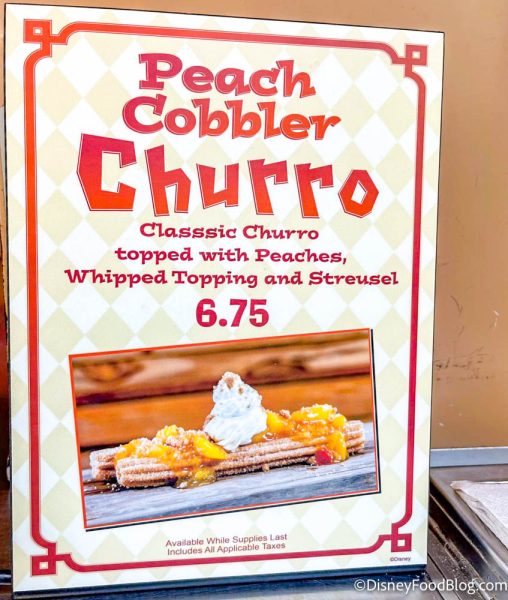 Peach
Cobbler
Churro
Classsic Churro
topped with Peaches,
Whipped Topping and Streusel
6.75
Available While Supplies Last
Includes All Applicable Taxes
©Disney
©DisneyFoodBlog.com